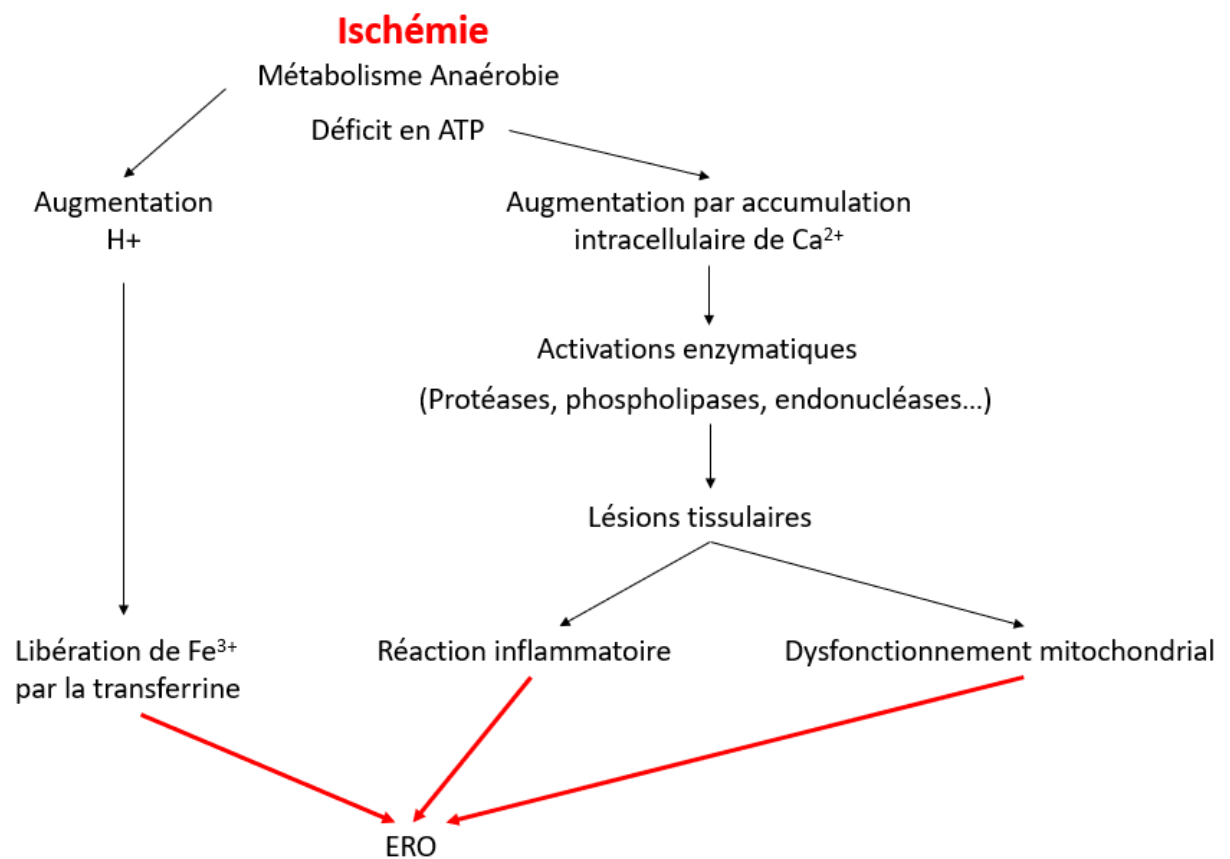 Ischémie
Métabolisme Anaérobie
Déficit en ATP
Augmentation
H+
Augmentation par accumulation
intracellulaire de Ca²⁺
Activations enzymatiques
(Protéases, phospholipases, endonucléases...)
Lésions tissulaires
Libération de Fe³⁺
par la transferrine
Réaction inflammatoire
Dysfonctionnement mitochondrial
ERO